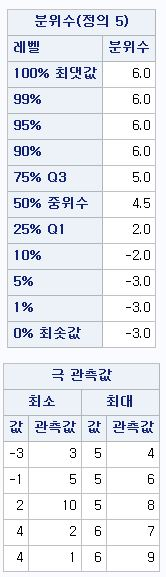 분위수(정의 5)
레벨 분위수
100% 최댓값 6.0
99% 6.0
95% 6.0
90% 6.0
75% Q3 5.0
50% 중위수 4.5
25% Q1 2.0
10% -2.0
5% -3.0
1% -3.0
0% 최솟값 -3.0
극 관측값
최소 최대
값 관측값 값 관측값
-3 3 5 4
-1 5 5 6
2 10 5 8
4 2 6 7
4 1 6 9